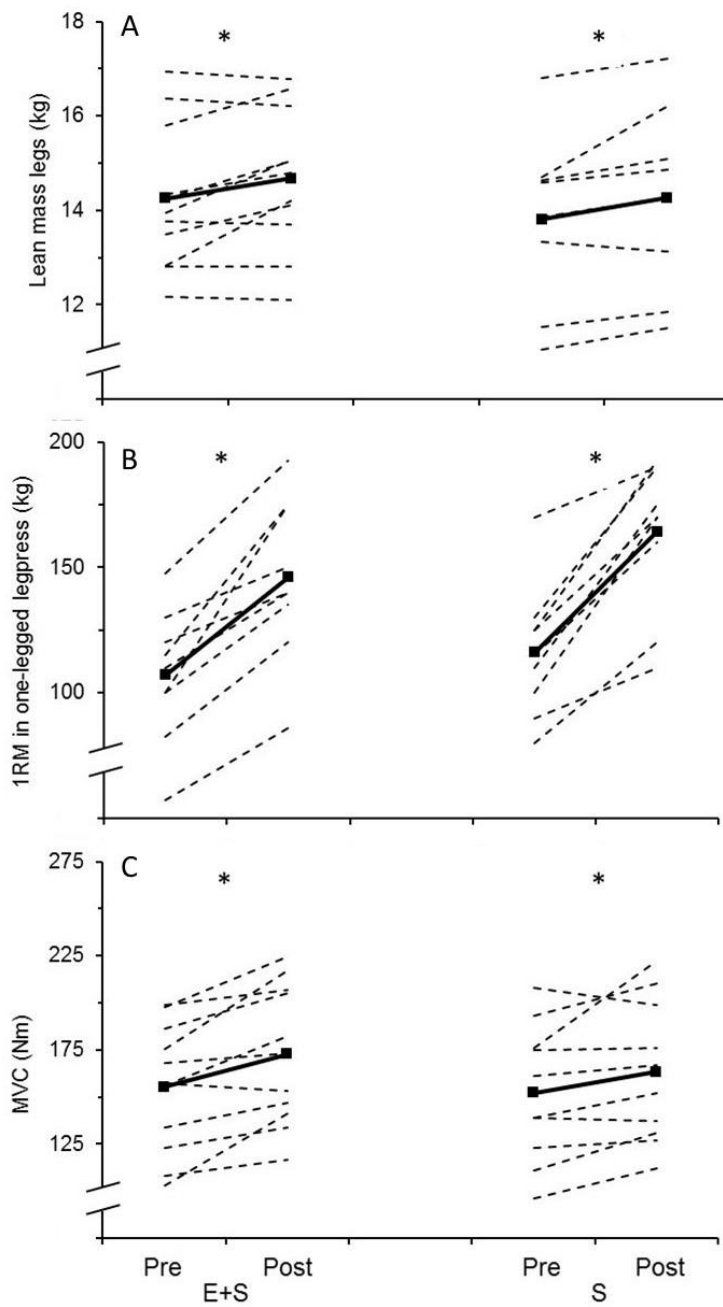 A
*
*
Lean mass legs (kg)
18
16
14
12
B
*
*
1RM in one-legged legpress (kg)
200
150
100
C
*
*
MVC (Nm)
275
225
175
125
Pre Post Pre Post
E+S S